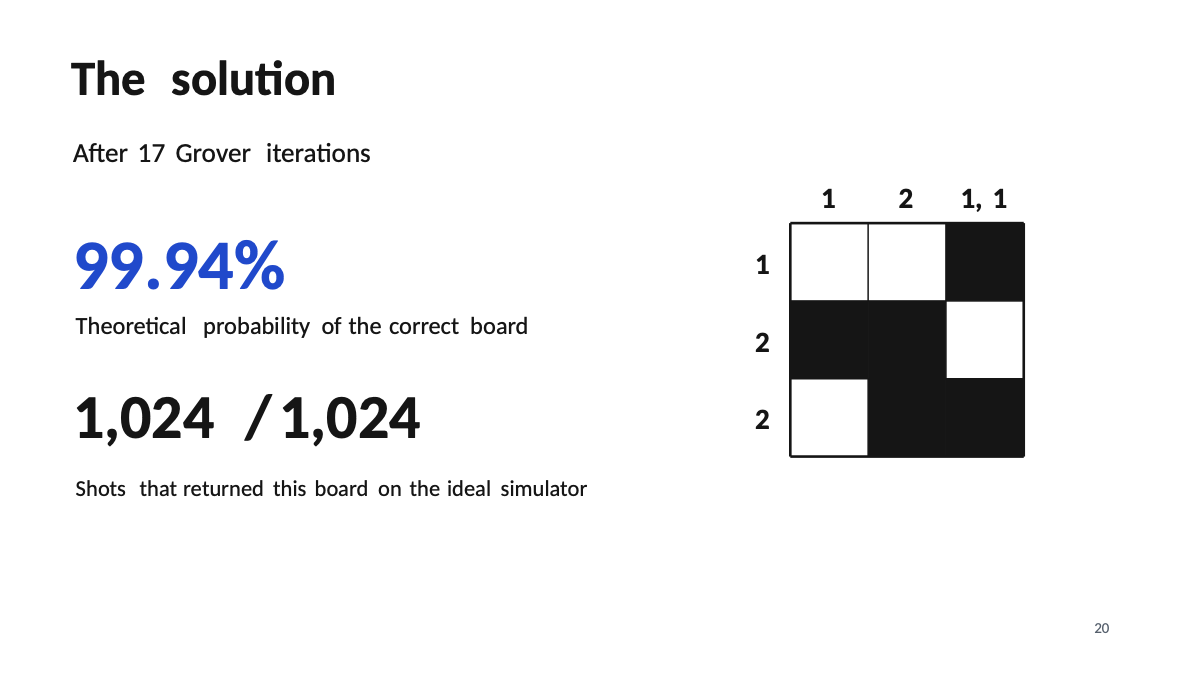 The solution
After 17 Grover iterations
99.94%
Theoretical probability of the correct board
1,024 / 1,024
Shots that returned this board on the ideal simulator
1 2 1, 1
1
2
2
20